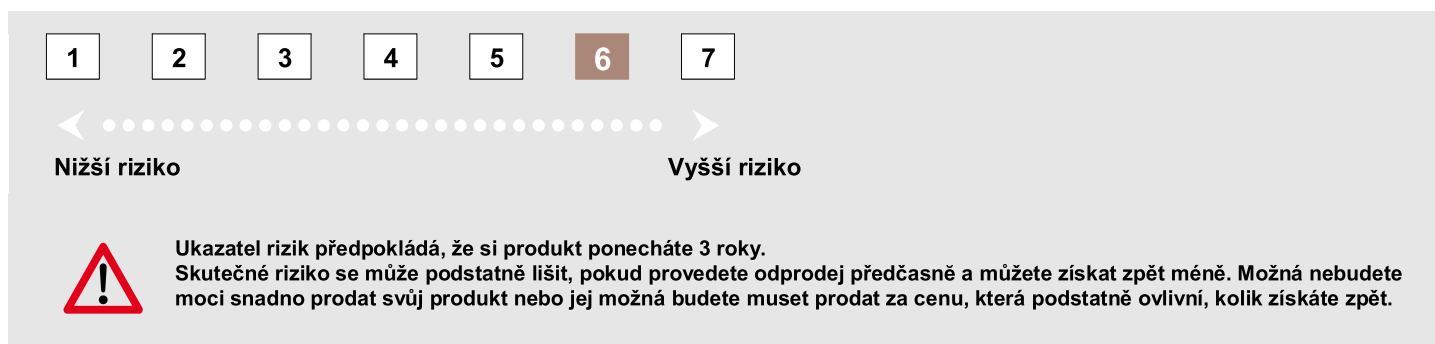 1 2 3 4 5 6 7
Nižší riziko Vyšší riziko
Ukazatel rizik předpokládá, že si produkt ponecháte 3 roky.
Skutečné riziko se může podstatně lišit, pokud provedete odprodej předčasně a můžete získat zpět méně. Možná nebudete
moci snadno prodat svůj produkt nebo jej možná budete muset prodat za cenu, která podstatně ovlivní, kolik získáte zpět.